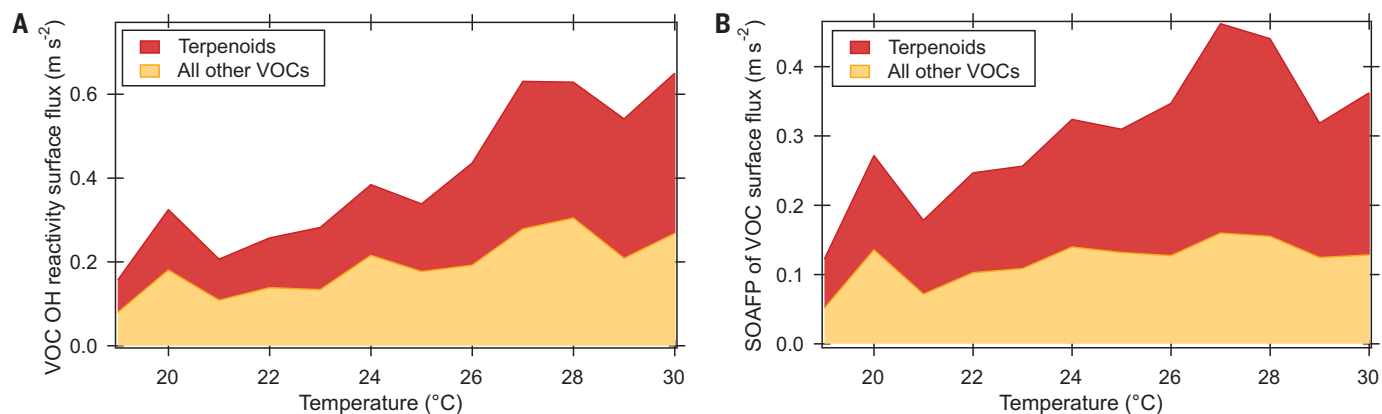 A
VOC OH reactivity surface flux (m s⁻²)
Terpenoids
All other VOCs
0.6
0.4
0.2
0.0
20 22 24 26 28 30
Temperature (°C)
B
SOAFP of VOC surface flux (m s⁻²)
Terpenoids
All other VOCs
0.4
0.3
0.2
0.1
0.0
20 22 24 26 28 30
Temperature (°C)